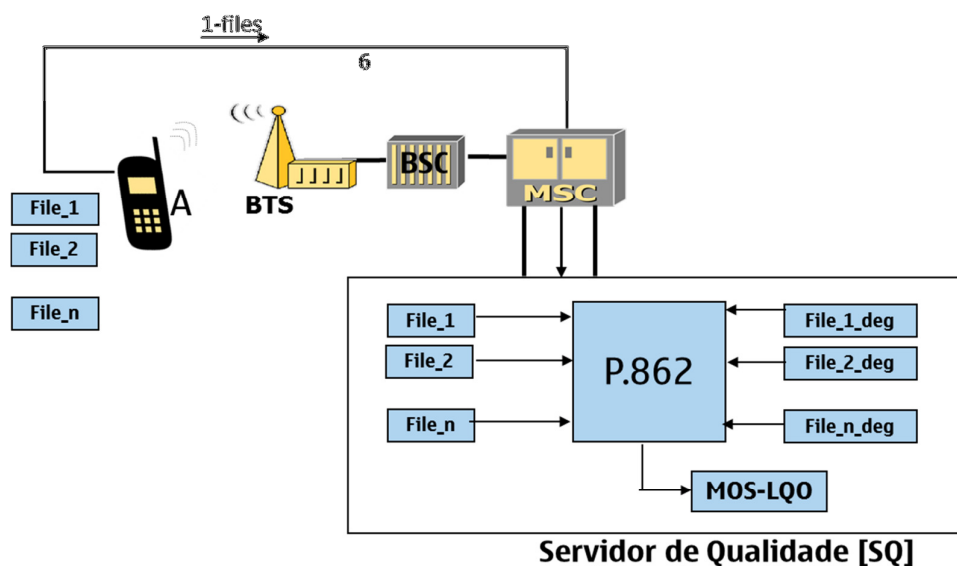 1-files
6
A
BTS
BSC
MSC
File_1
File_2
File_n
File_1
File_2
File_n
P.862
File_1_deg
File_2_deg
File_n_deg
MOS-LQO
Servidor de Qualidade [SQ]